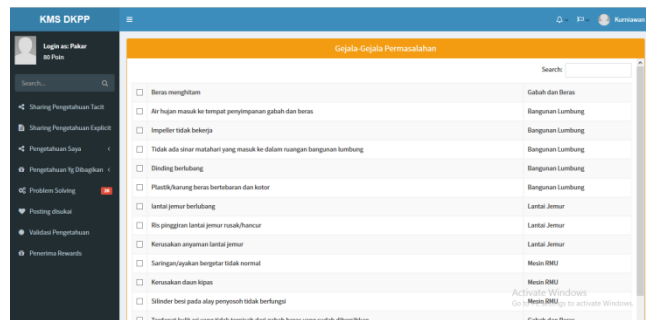 KMS DKPP
Kurniawan
Login as: Pakar
80 Poin
Search...
Sharing Pengetahuan Tacit
Sharing Pengetahuan Explicit
Pengetahuan Saya
Pengetahuan Yg Dibagikan
Problem Solving
Posting disukai
Validasi Pengetahuan
Penerima Rewards
Gejala-Gejala Permasalahan
Search:
Beras menghitam Gabah dan Beras
Air hujan masuk ke tempat penyimpanan gabah dan beras Bangunan Lumbung
Impeller tidak bekerja Bangunan Lumbung
Tidak ada sinar matahari yang masuk ke dalam ruangan bangunan lumbung Bangunan Lumbung
Dinding berlubang Bangunan Lumbung
Plastik/karung beras bertebaran dan kotor Bangunan Lumbung
lantai jemur berlubang Lantai Jemur
Ris pinggiran lantai jemur rusak/hancur Lantai Jemur
Kerusakan anyaman lantai jemur Lantai Jemur
Saringan/ayakan bergetar tidak normal Mesin RMU
Kerusakan daun kipas Mesin RMU
Silinder besi pada alay penyosoh tidak berfungsi Mesin RMU
Activate Windows
to activate Windows.